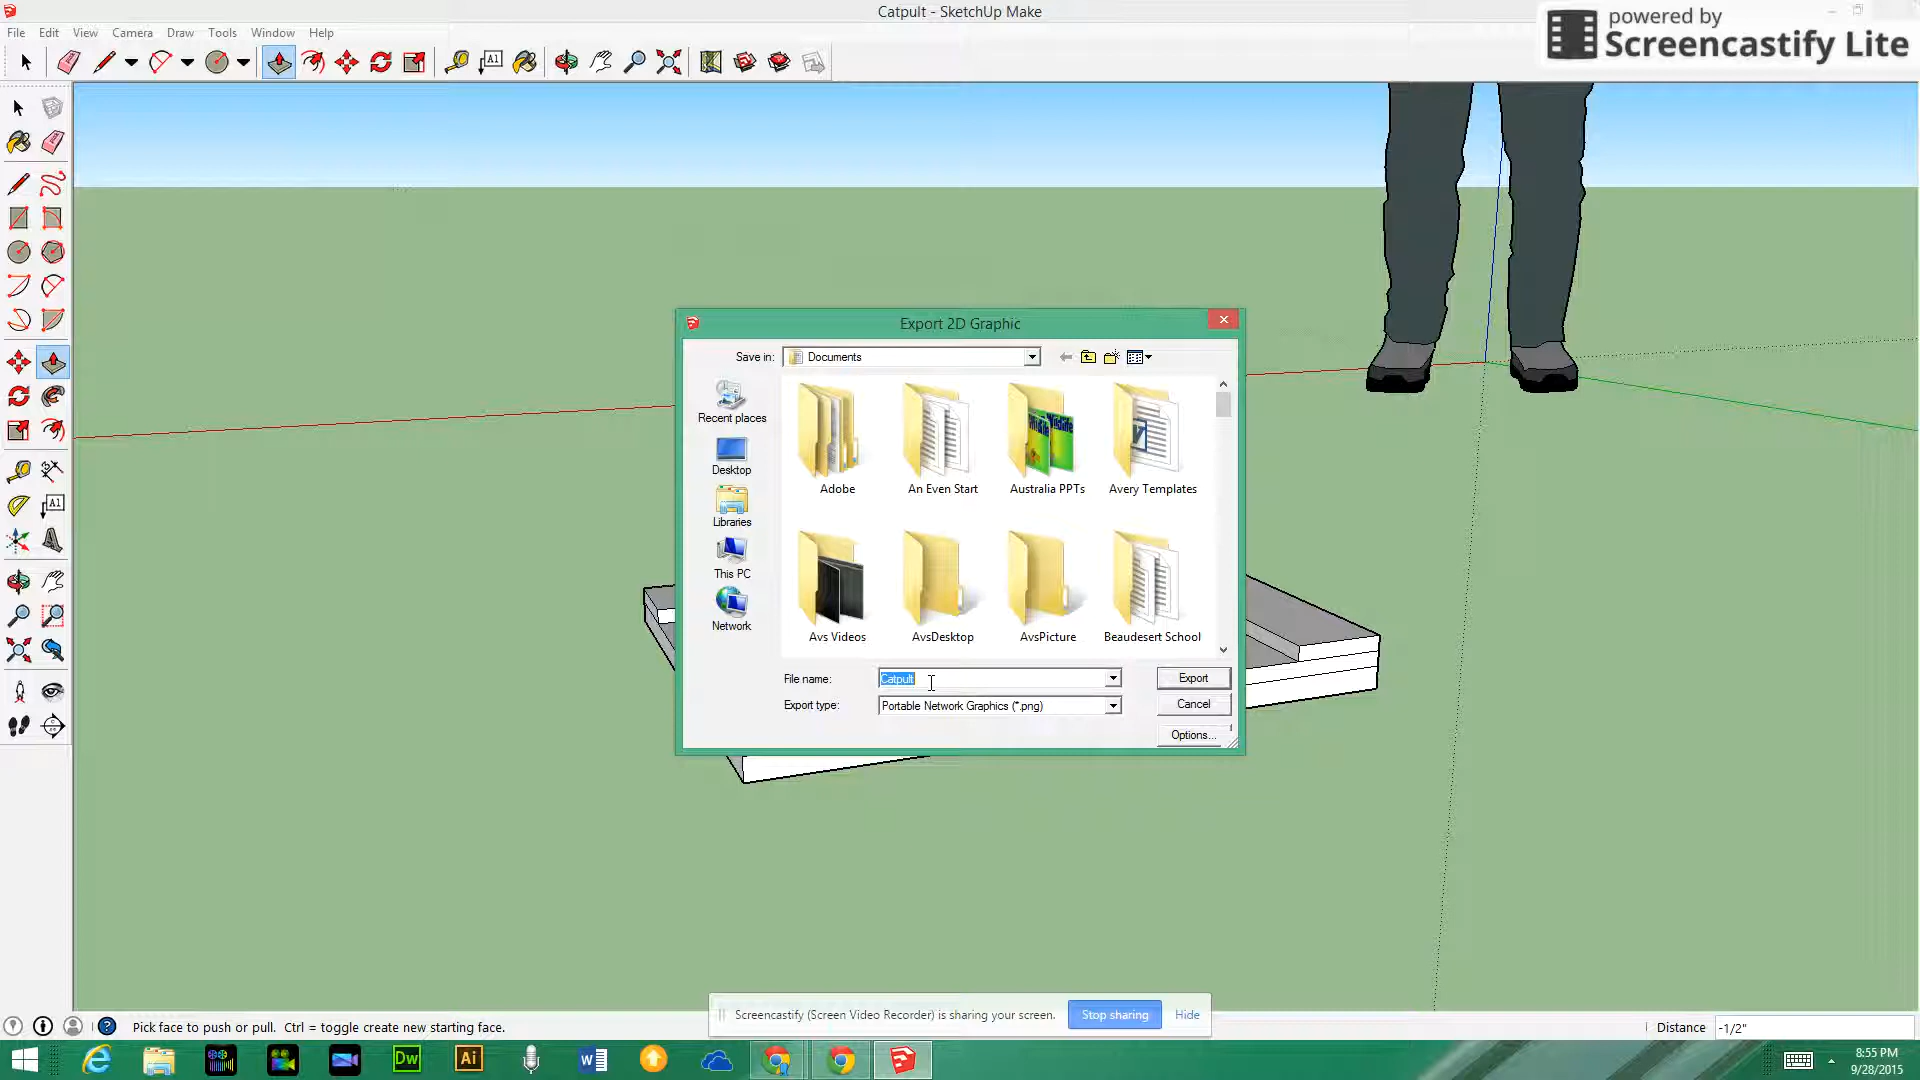 Catpult - SketchUp Make
powered by
Screencastify Lite
File Edit View Camera Draw Tools Window Help
A1
A1
Export 2D Graphic
Save in: Documents
Recent places
Desktop
Libraries
This PC
Network
Adobe
An Even Start
Australia PPTs
Avery Templates
Avs Videos
AvsDesktop
AvsPicture
Beaudesert School
File name: Catpult
Export type: Portable Network Graphics (*.png)
Export
Cancel
Options...
Screencastify (Screen Video Recorder) is sharing your screen.
Stop sharing
Hide
Pick face to push or pull. Ctrl = toggle create new starting face.
Distance -1/2"
Dw
Ai
8:55 PM
9/28/2015